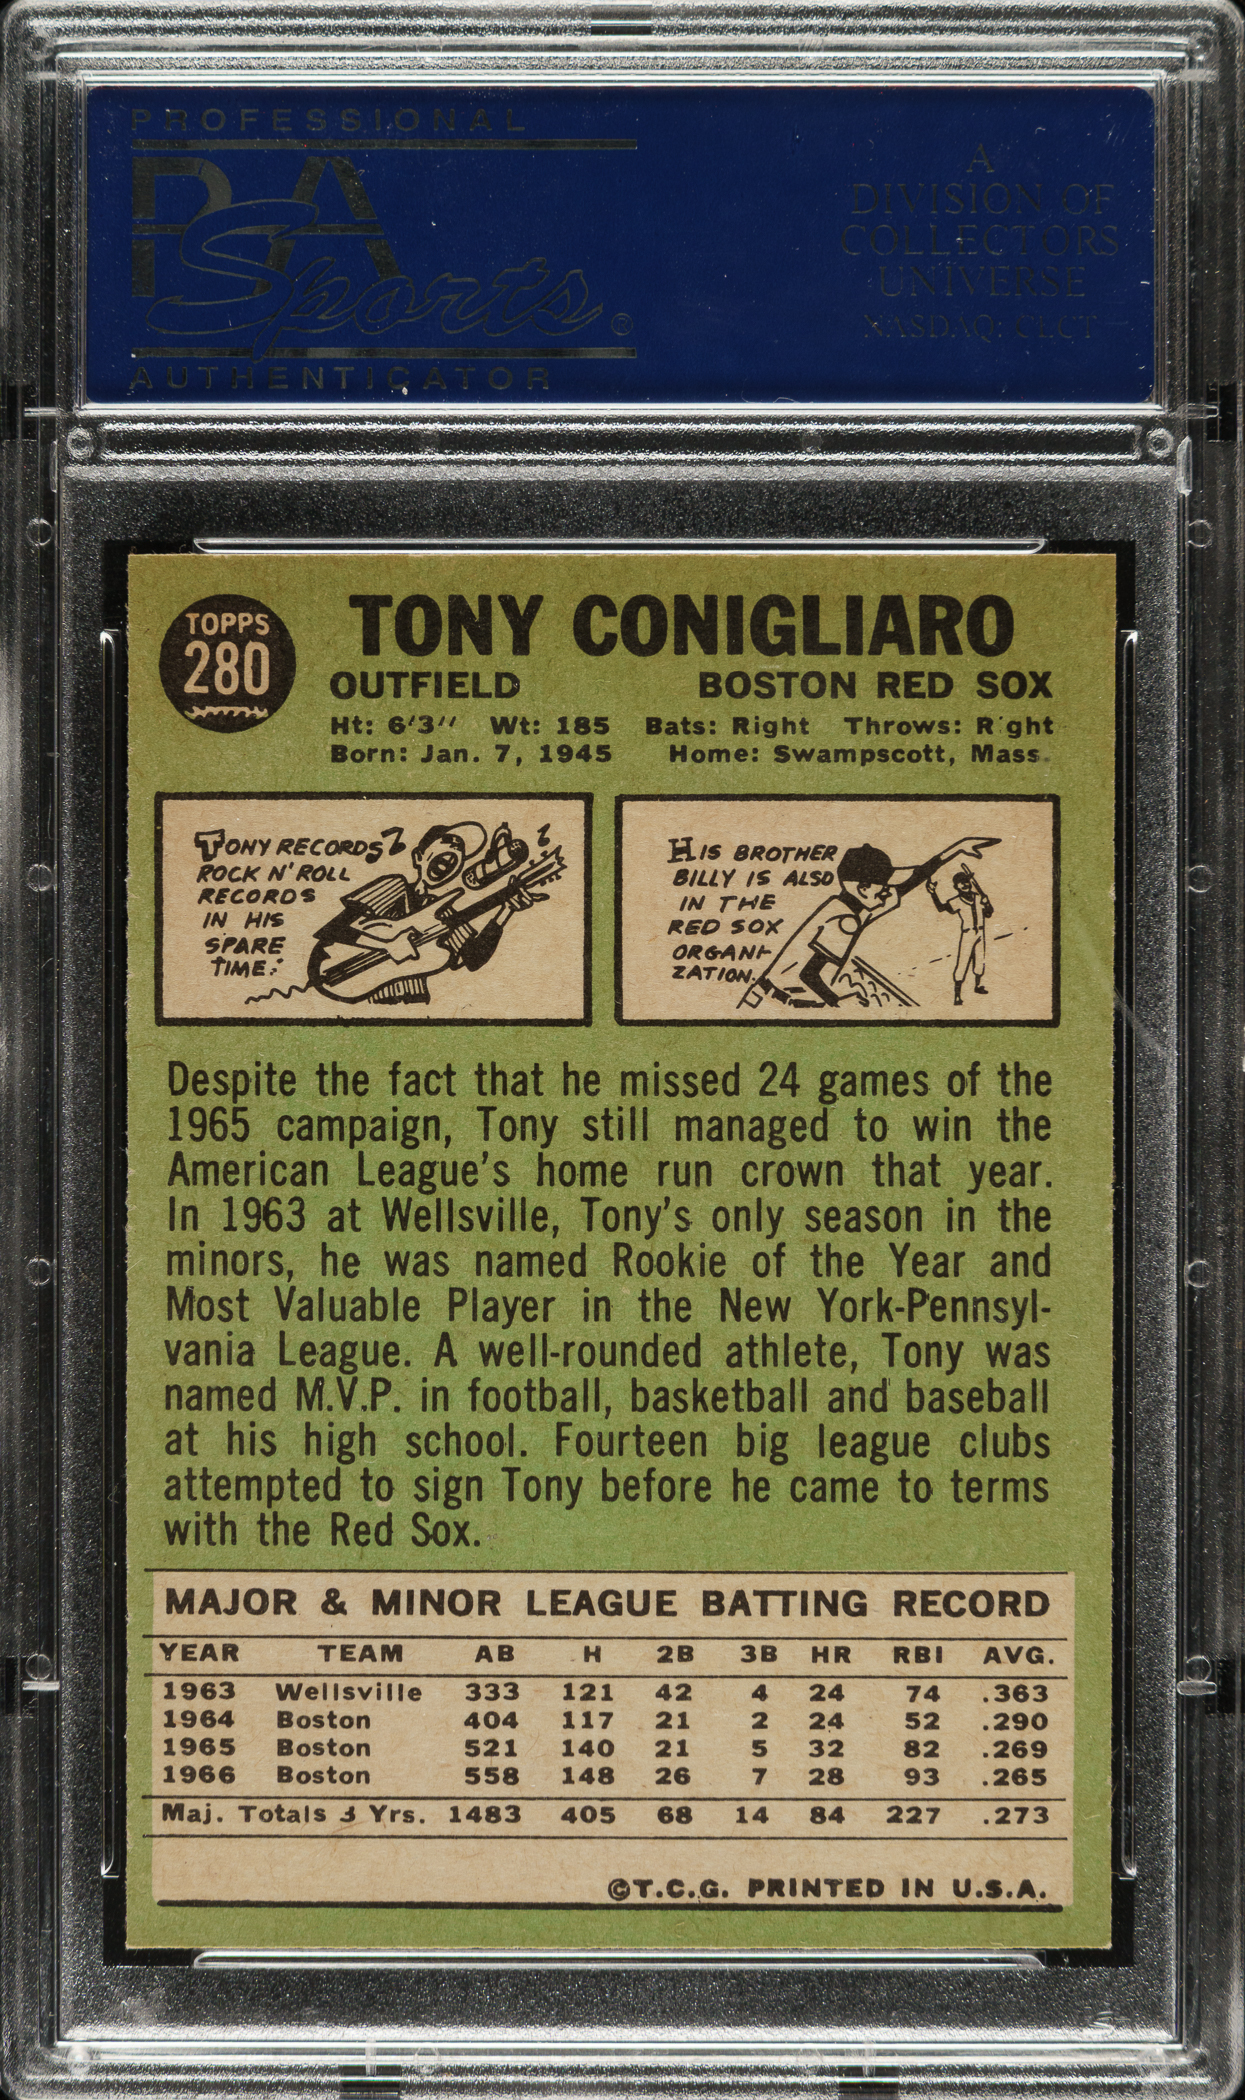 PROFESSIONAL
PSA
Sports ®
AUTHENTICATOR
A
DIVISION OF
COLLECTORS
UNIVERSE
NASDAQ: CLCT
TOPPS
280
TONY CONIGLIARO
OUTFIELD BOSTON RED SOX
Ht: 6'3" Wt: 185 Bats: Right Throws: R ght
Born: Jan. 7, 1945 Home: Swampscott, Mass.
TONY RECORDS
ROCK N' ROLL
RECORDS
IN HIS
SPARE
TIME.
HIS BROTHER
BILLY IS ALSO
IN THE
RED SOX
ORGANI-
ZATION.
Despite the fact that he missed 24 games of the
1965 campaign, Tony still managed to win the
American League's home run crown that year.
In 1963 at Wellsville, Tony's only season in the
minors, he was named Rookie of the Year and
Most Valuable Player in the New York-Pennsyl-
vania League. A well-rounded athlete, Tony was
named M.V.P. in football, basketball and baseball
at his high school. Fourteen big league clubs
attempted to sign Tony before he came to terms
with the Red Sox.
MAJOR & MINOR LEAGUE BATTING RECORD
YEAR TEAM AB H 2B 3B HR RBI AVG.
1963 Wellsville 333 121 42 4 24 74 .363
1964 Boston 404 117 21 2 24 52 .290
1965 Boston 521 140 21 5 32 82 .269
1966 Boston 558 148 26 7 28 93 .265
Maj. Totals 3 Yrs. 1483 405 68 14 84 227 .273
©T.C.G. PRINTED IN U.S.A.